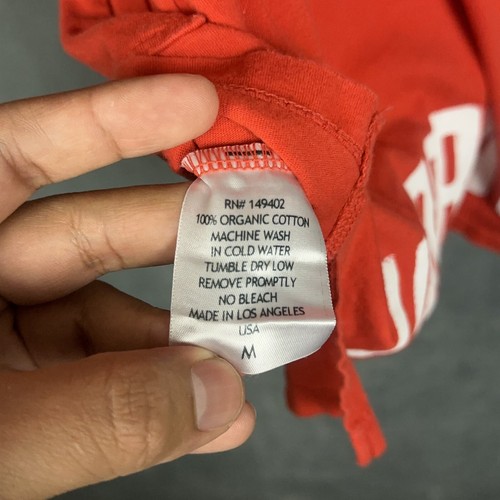 RN# 149402
100% ORGANIC COTTON
MACHINE WASH
IN COLD WATER
TUMBLE DRY LOW
REMOVE PROMPTLY
NO BLEACH
MADE IN LOS ANGELES
USA
M